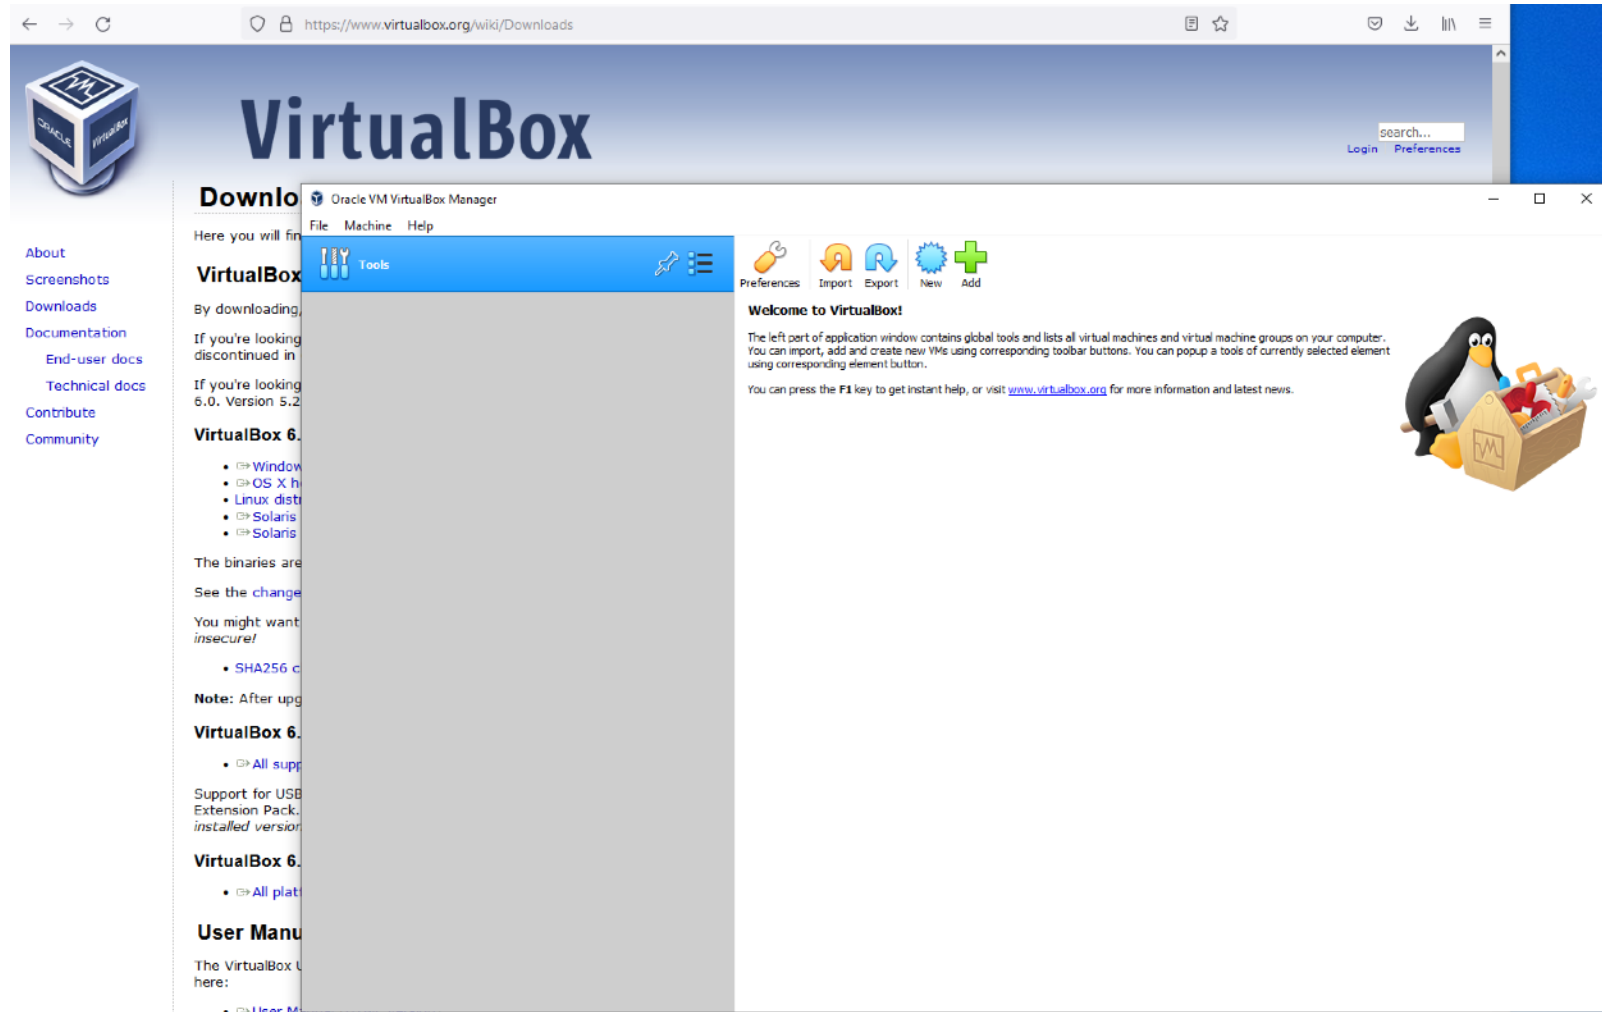 https://www.virtualbox.org/wiki/Downloads
ORACLE
VirtualBox
VirtualBox
search...
Login Preferences
Downlo
Here you will fin
About
Screenshots
Downloads
Documentation
End-user docs
Technical docs
Contribute
Community
VirtualBox
By downloading,
If you're looking
discontinued in
If you're looking
6.0. Version 5.2
VirtualBox 6.
Window
OS X h
Linux distr
Solaris
Solaris
The binaries are
See the change
You might want
insecure!
SHA256 c
Note: After upg
VirtualBox 6.
All supp
Support for USB
Extension Pack.
installed version
VirtualBox 6.
All platf
User Manu
The VirtualBox U
here:
User M
Oracle VM VirtualBox Manager
File Machine Help
Tools
Preferences Import Export New Add
Welcome to VirtualBox!
The left part of application window contains global tools and lists all virtual machines and virtual machine groups on your computer.
You can import, add and create new VMs using corresponding toolbar buttons. You can popup a tools of currently selected element
using corresponding element button.
You can press the F1 key to get instant help, or visit www.virtualbox.org for more information and latest news.